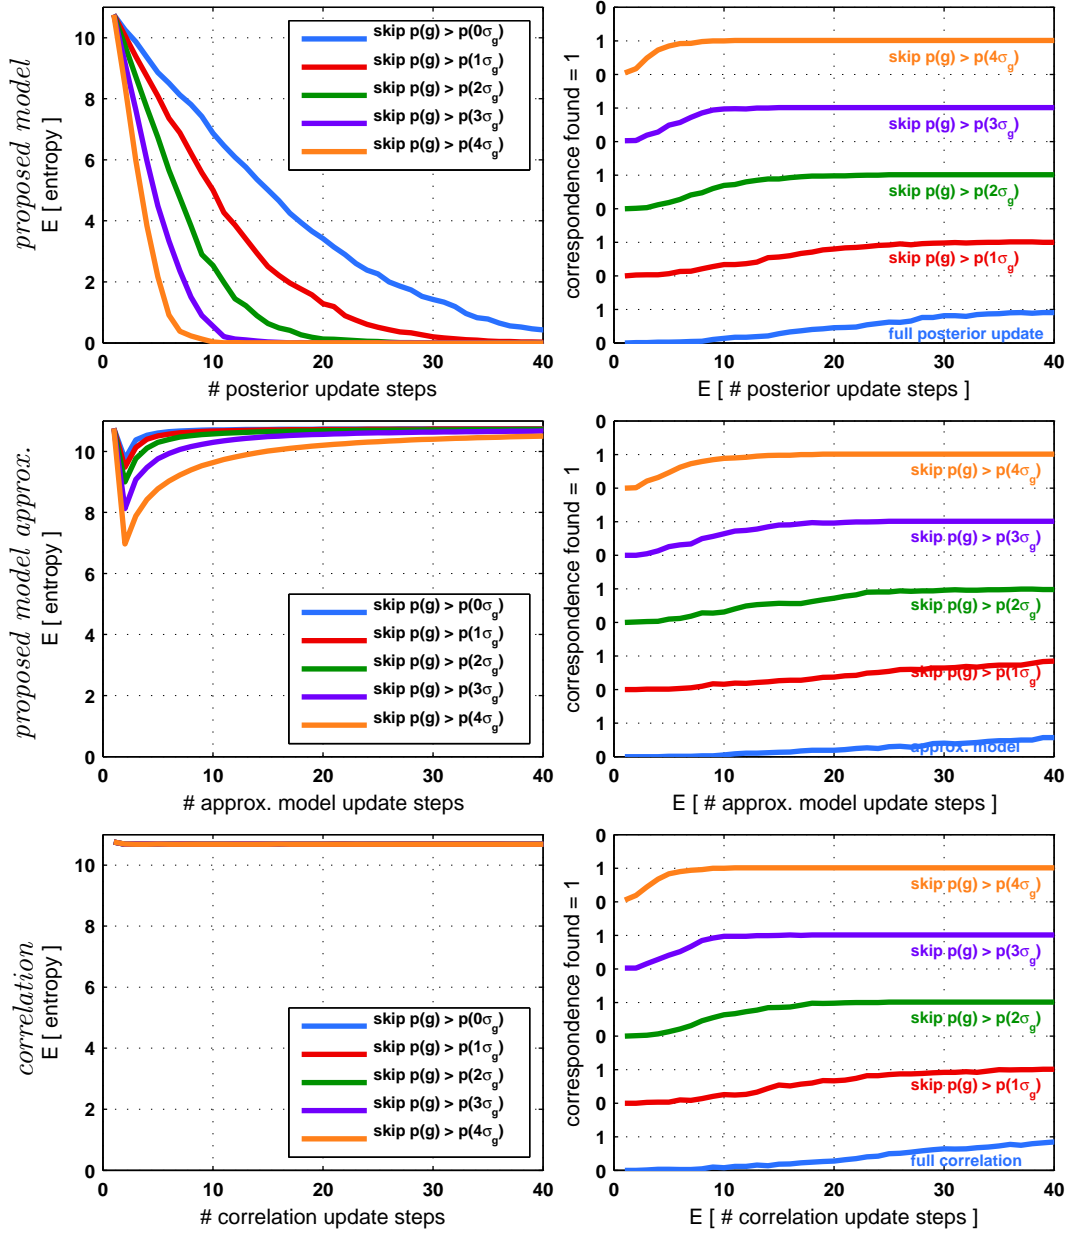 proposed model
E [ entropy ]
10
8
6
4
2
0
0 10 20 30 40
# posterior update steps
skip p(g) > p(0σg)
skip p(g) > p(1σg)
skip p(g) > p(2σg)
skip p(g) > p(3σg)
skip p(g) > p(4σg)
correspondence found = 1
0
1
0
1
0
1
0
1
0
1
0
skip p(g) > p(4σg)
skip p(g) > p(3σg)
skip p(g) > p(2σg)
skip p(g) > p(1σg)
full posterior update
0 10 20 30 40
E [ # posterior update steps ]
proposed model approx.
E [ entropy ]
10
8
6
4
2
0
skip p(g) > p(0σg)
skip p(g) > p(1σg)
skip p(g) > p(2σg)
skip p(g) > p(3σg)
skip p(g) > p(4σg)
0 10 20 30 40
# approx. model update steps
correspondence found = 1
0
1
0
1
0
1
0
1
0
1
0
skip p(g) > p(4σg)
skip p(g) > p(3σg)
skip p(g) > p(2σg)
skip p(g) > p(1σg)
approx. model
0 10 20 30 40
E [ # approx. model update steps ]
correlation
E [ entropy ]
10
8
6
4
2
0
skip p(g) > p(0σg)
skip p(g) > p(1σg)
skip p(g) > p(2σg)
skip p(g) > p(3σg)
skip p(g) > p(4σg)
0 10 20 30 40
# correlation update steps
correspondence found = 1
0
1
0
1
0
1
0
1
0
1
0
skip p(g) > p(4σg)
skip p(g) > p(3σg)
skip p(g) > p(2σg)
skip p(g) > p(1σg)
full correlation
0 10 20 30 40
E [ # correlation update steps ]